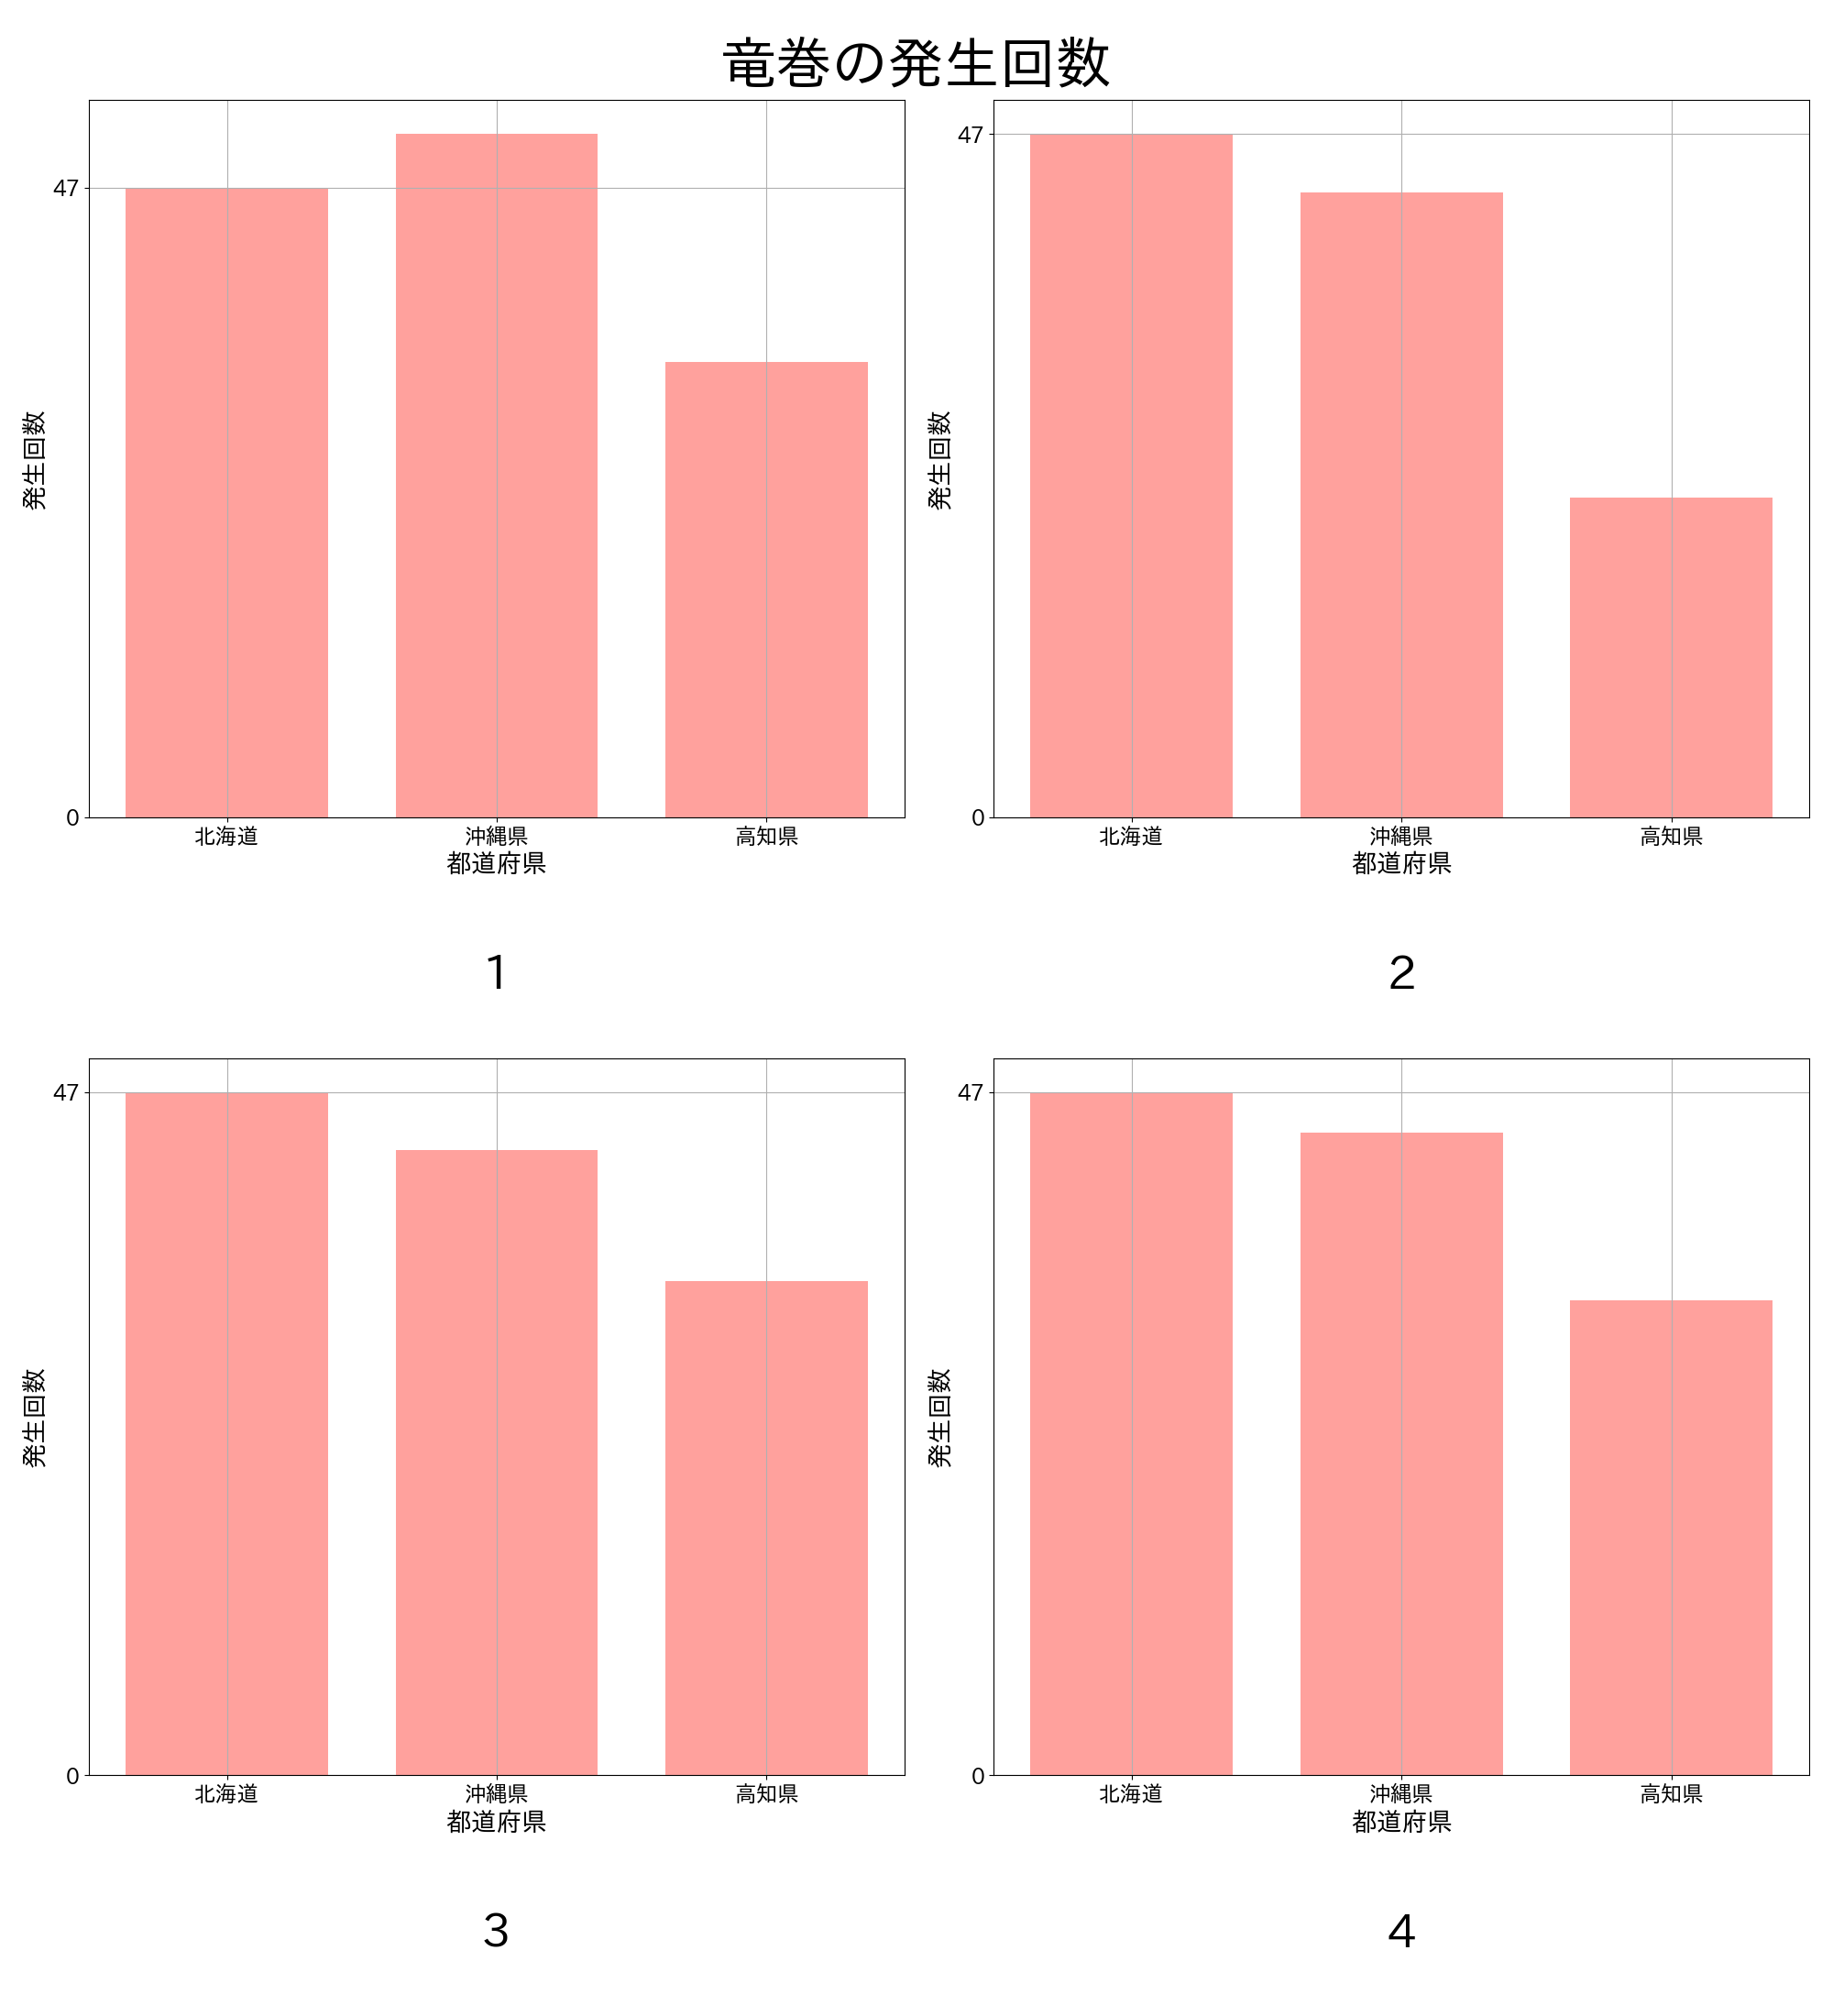 竜巻の発生回数
47
0
発生回数
北海道 沖縄県 高知県
都道府県
1
47
0
発生回数
北海道 沖縄県 高知県
都道府県
2
47
0
発生回数
北海道 沖縄県 高知県
都道府県
3
47
0
発生回数
北海道 沖縄県 高知県
都道府県
4